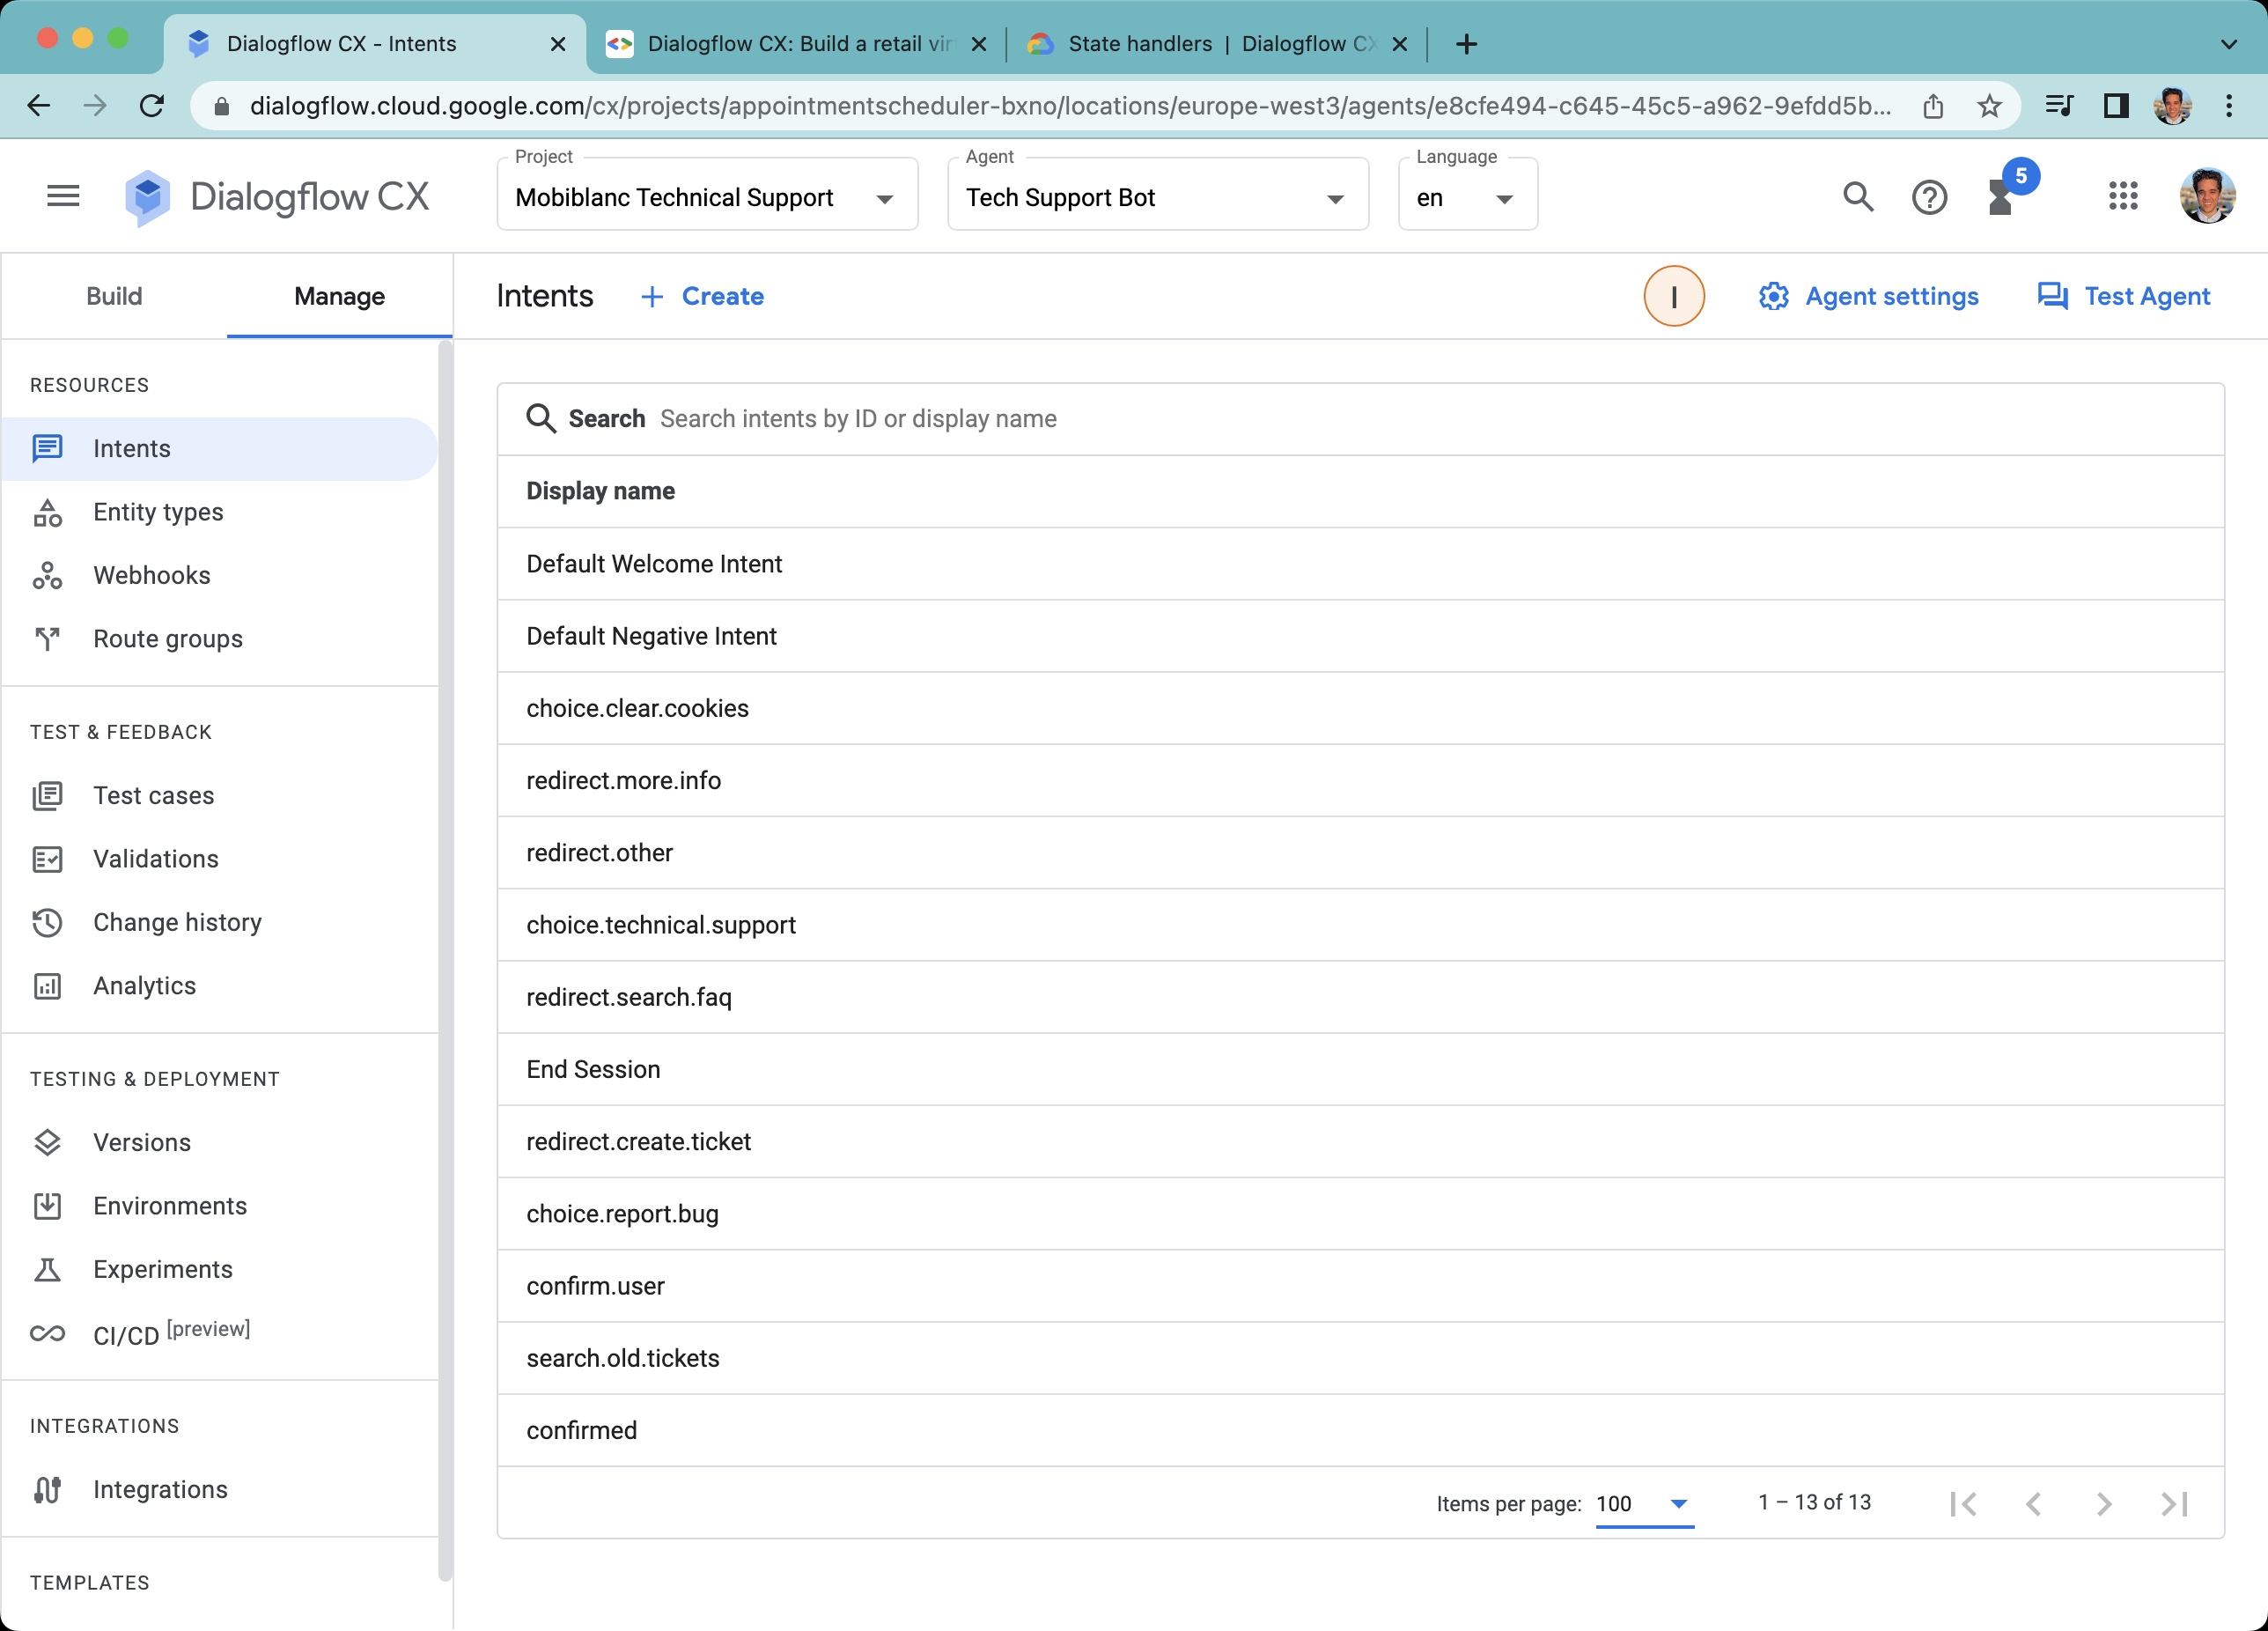 Dialogflow CX - Intents
Dialogflow CX: Build a retail
State handlers | Dialogflow
dialogflow.cloud.google.com/cx/projects/appointmentscheduler-bxno/locations/europe-west3/agents/e8cfe494-c645-45c5-a962-9efdd5b...
Dialogflow CX
Project
Mobiblanc Technical Support
Agent
Tech Support Bot
Language
en
5
Build
Manage
Intents
Create
I
Agent settings
Test Agent
RESOURCES
Intents
Entity types
Webhooks
Route groups
TEST & FEEDBACK
Test cases
Validations
Change history
Analytics
TESTING & DEPLOYMENT
Versions
Environments
Experiments
CI/CD [preview]
INTEGRATIONS
Integrations
TEMPLATES
Search Search intents by ID or display name
Display name
Default Welcome Intent
Default Negative Intent
choice.clear.cookies
redirect.more.info
redirect.other
choice.technical.support
redirect.search.faq
End Session
redirect.create.ticket
choice.report.bug
confirm.user
search.old.tickets
confirmed
Items per page: 100
1 – 13 of 13